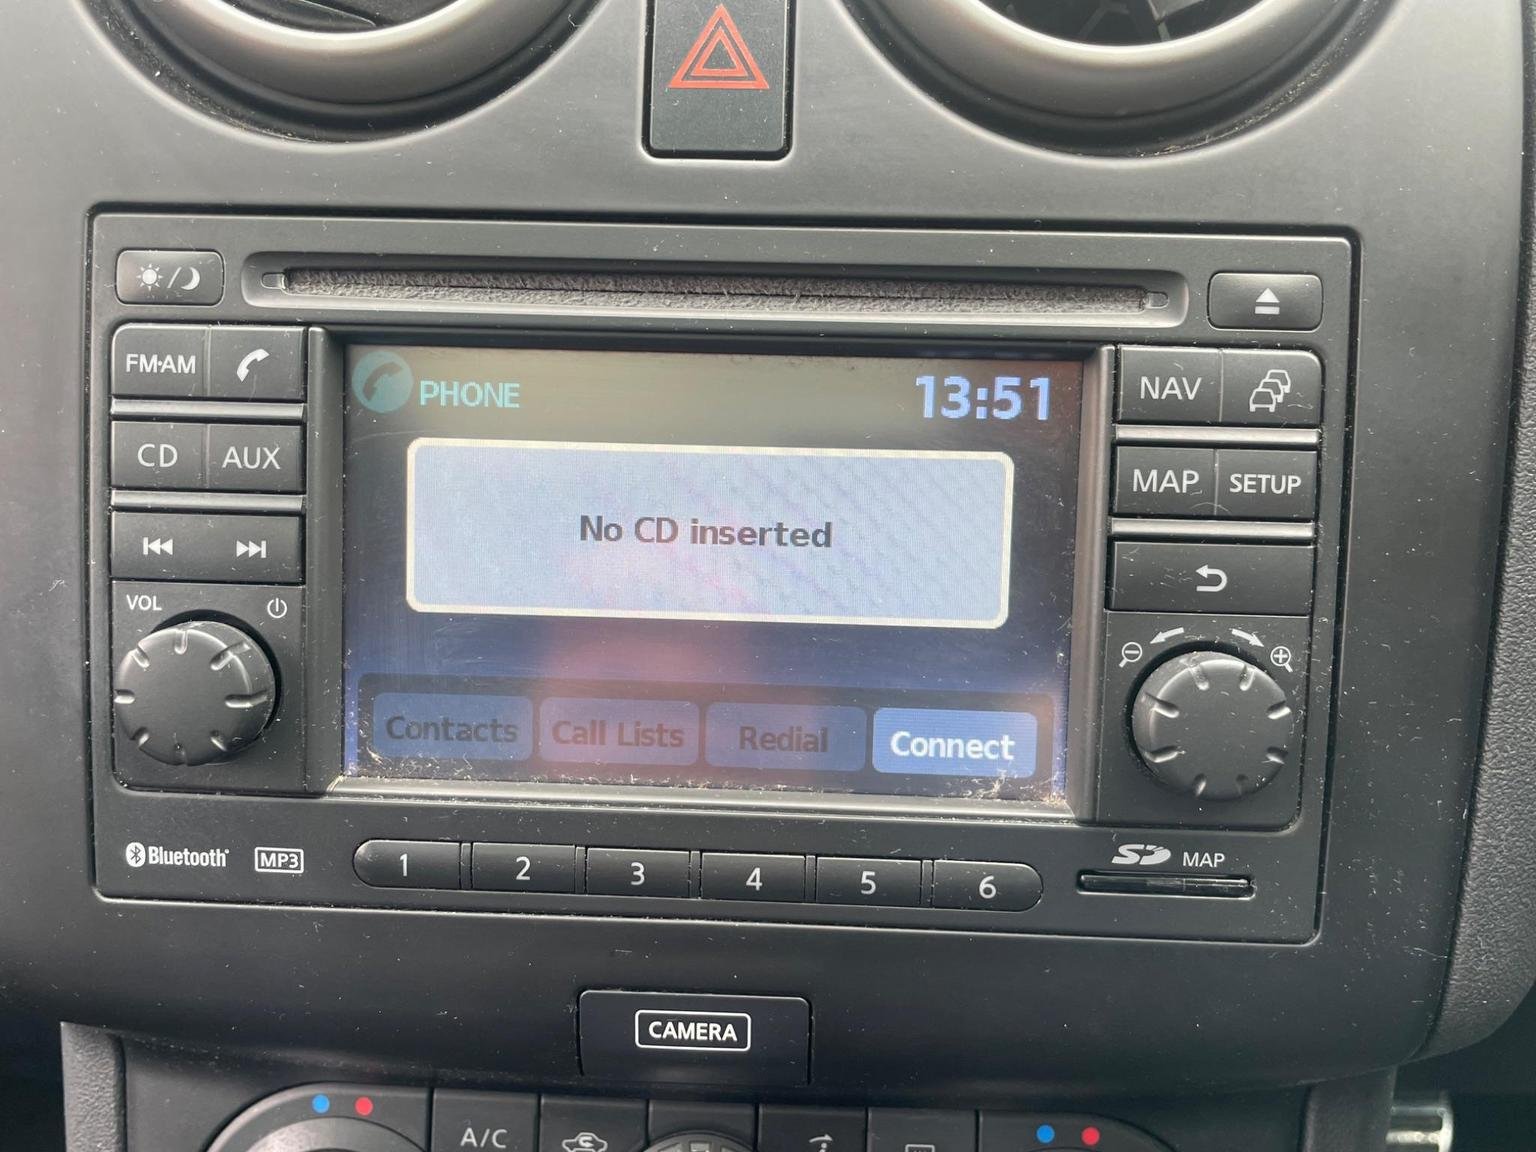 FM·AM
CD
AUX
VOL
PHONE
13:51
No CD inserted
Contacts
Call Lists
Redial
Connect
NAV
MAP
SETUP
Bluetooth®
MP3
1
2
3
4
5
6
SD
MAP
CAMERA
A/C